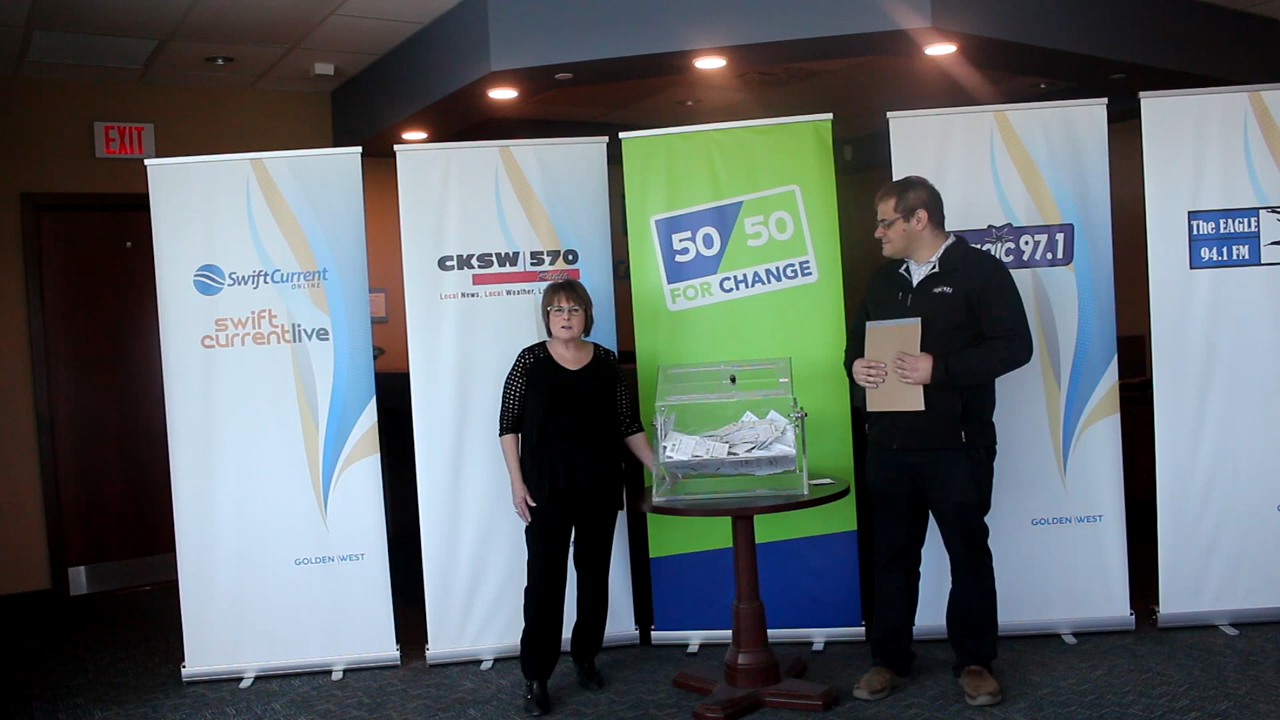 EXIT
SwiftCurrent
ONLINE
swift
currentlive
GOLDEN WEST
CKSW 570
Radio
Local News, Local Weather,
50/50
FOR CHANGE
97.1
GOLDEN WEST
The EAGLE
94.1 FM